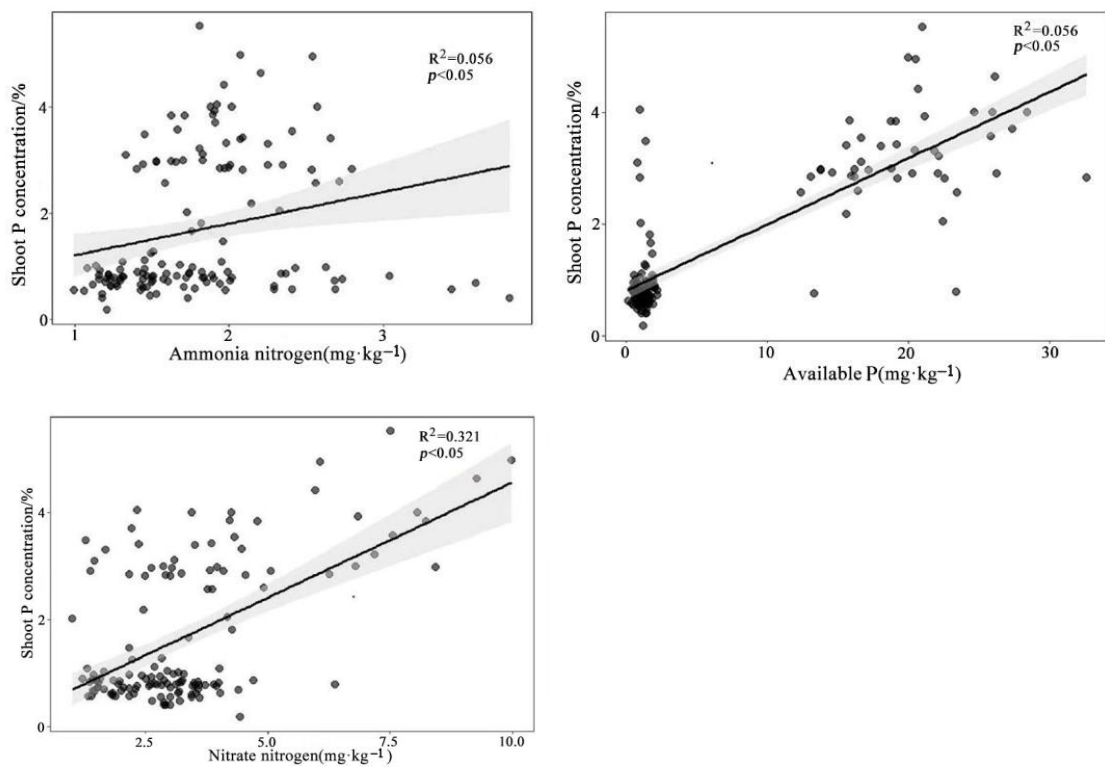 R²=0.056
p<0.05
Shoot P concentration/%
4
2
0
1
2
3
Ammonia nitrogen(mg·kg⁻¹)
R²=0.056
p<0.05
Shoot P concentration/%
4
2
0
0
10
20
30
Available P(mg·kg⁻¹)
R²=0.321
p<0.05
Shoot P concentration/%
4
2
0
2.5
5.0
7.5
10.0
Nitrate nitrogen(mg·kg⁻¹)